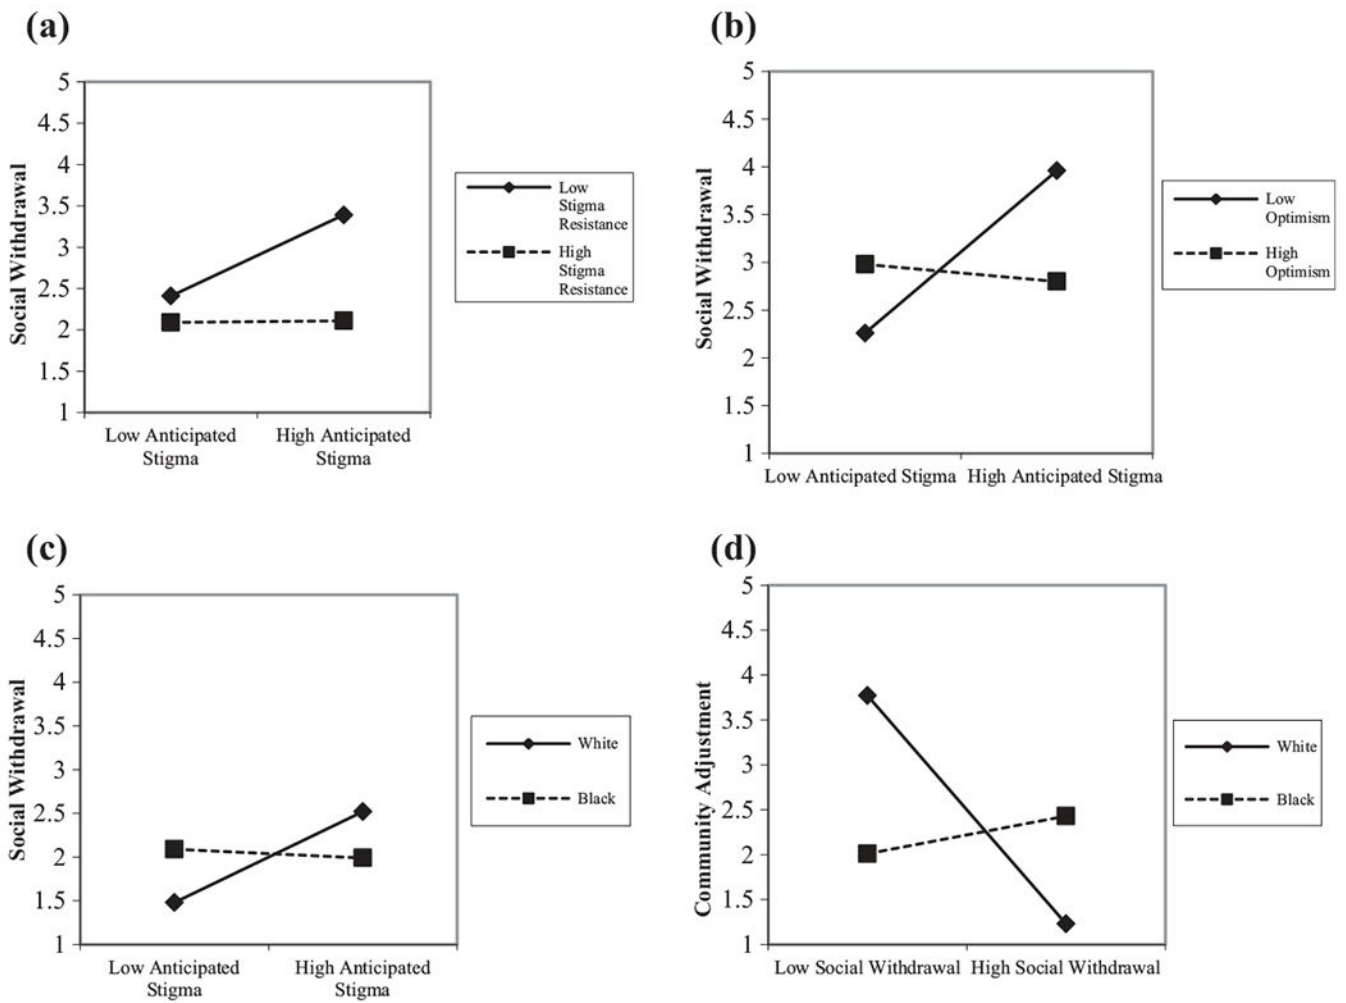 (a)
Social Withdrawal
5
4.5
4
3.5
3
2.5
2
1.5
1
Low Anticipated
Stigma
High Anticipated
Stigma
Low
Stigma
Resistance
High
Stigma
Resistance
(b)
Social Withdrawal
5
4.5
4
3.5
3
2.5
2
1.5
1
Low Anticipated Stigma
High Anticipated Stigma
Low
Optimism
High
Optimism
(c)
Social Withdrawal
5
4.5
4
3.5
3
2.5
2
1.5
1
Low Anticipated
Stigma
High Anticipated
Stigma
White
Black
(d)
Community Adjustment
5
4.5
4
3.5
3
2.5
2
1.5
1
Low Social Withdrawal
High Social Withdrawal
White
Black